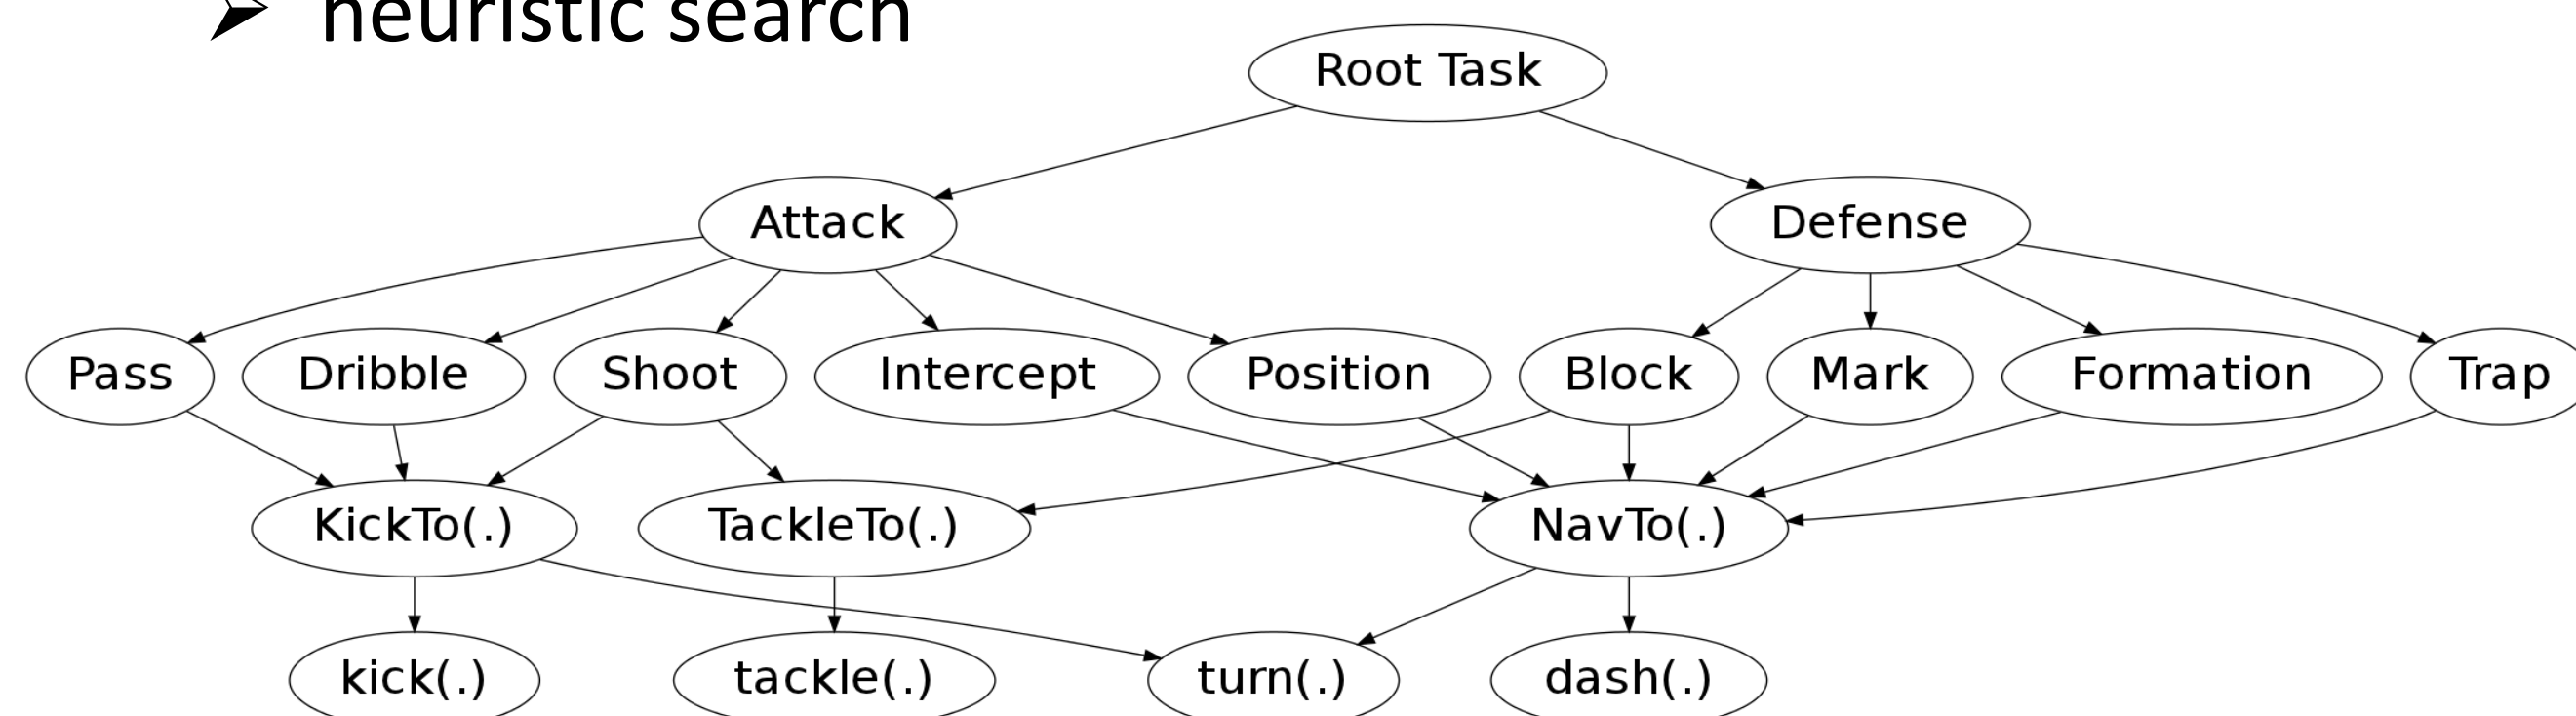 heuristic search
Root Task
Attack Defense
Pass Dribble Shoot Intercept Position Block Mark Formation Trap
KickTo(.) TackleTo(.) NavTo(.)
kick(.) tackle(.) turn(.) dash(.)